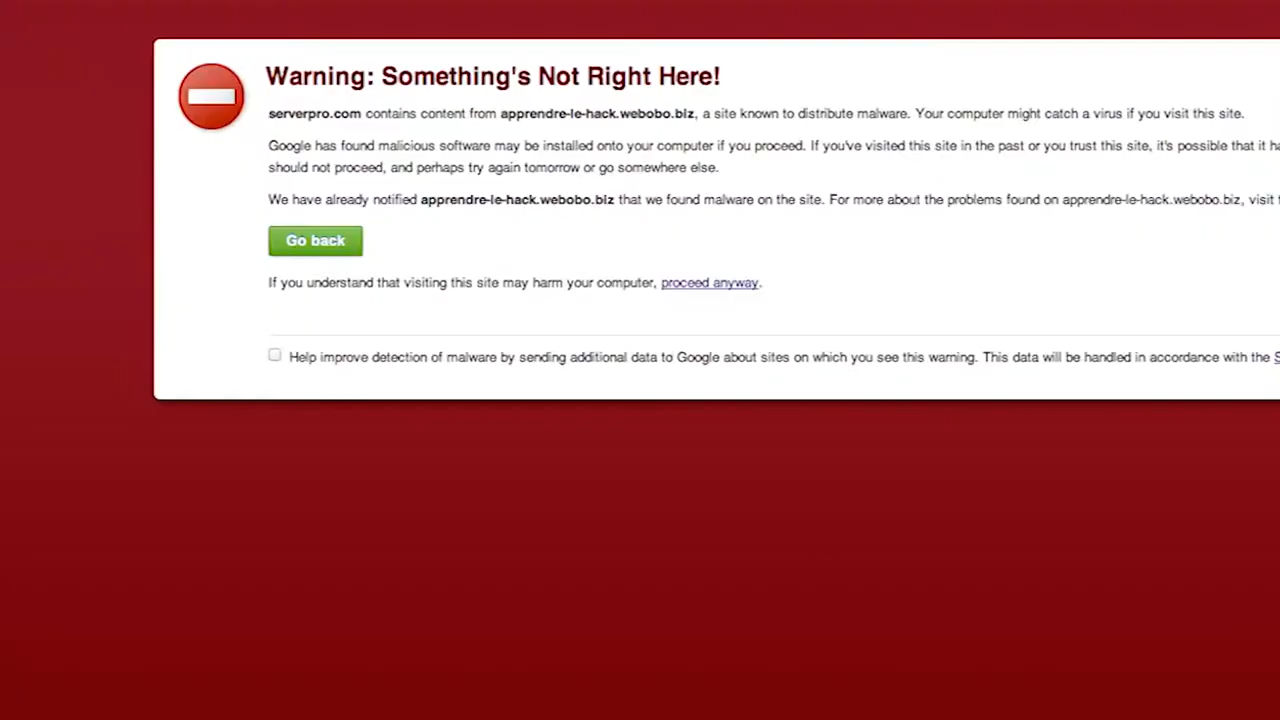 Warning: Something's Not Right Here!
serverpro.com contains content from apprendre-le-hack.webobo.biz, a site known to distribute malware. Your computer might catch a virus if you visit this site.
Google has found malicious software may be installed onto your computer if you proceed. If you've visited this site in the past or you trust this site, it's possible that it
should not proceed, and perhaps try again tomorrow or go somewhere else.
We have already notified apprendre-le-hack.webobo.biz that we found malware on the site. For more about the problems found on apprendre-le-hack.webobo.biz, visit
Go back
If you understand that visiting this site may harm your computer, proceed anyway.
Help improve detection of malware by sending additional data to Google about sites on which you see this warning. This data will be handled in accordance with the